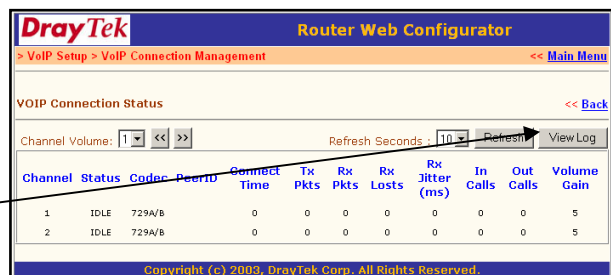 DrayTek Router Web Configurator
> VoIP Setup > VoIP Connection Management << Main Menu
VOIP Connection Status << Back
Channel Volume: 1 << >> Refresh Seconds : 10 Refresh View Log
Channel Status Codec PeerID Connect Time Tx Pkts Rx Pkts Rx Losts Rx Jitter (ms) In Calls Out Calls Volume Gain
1 IDLE 729A/B 0 0 0 0 0 0 0 5
2 IDLE 729A/B 0 0 0 0 0 0 0 5
Copyright (c) 2003, DrayTek Corp. All Rights Reserved.